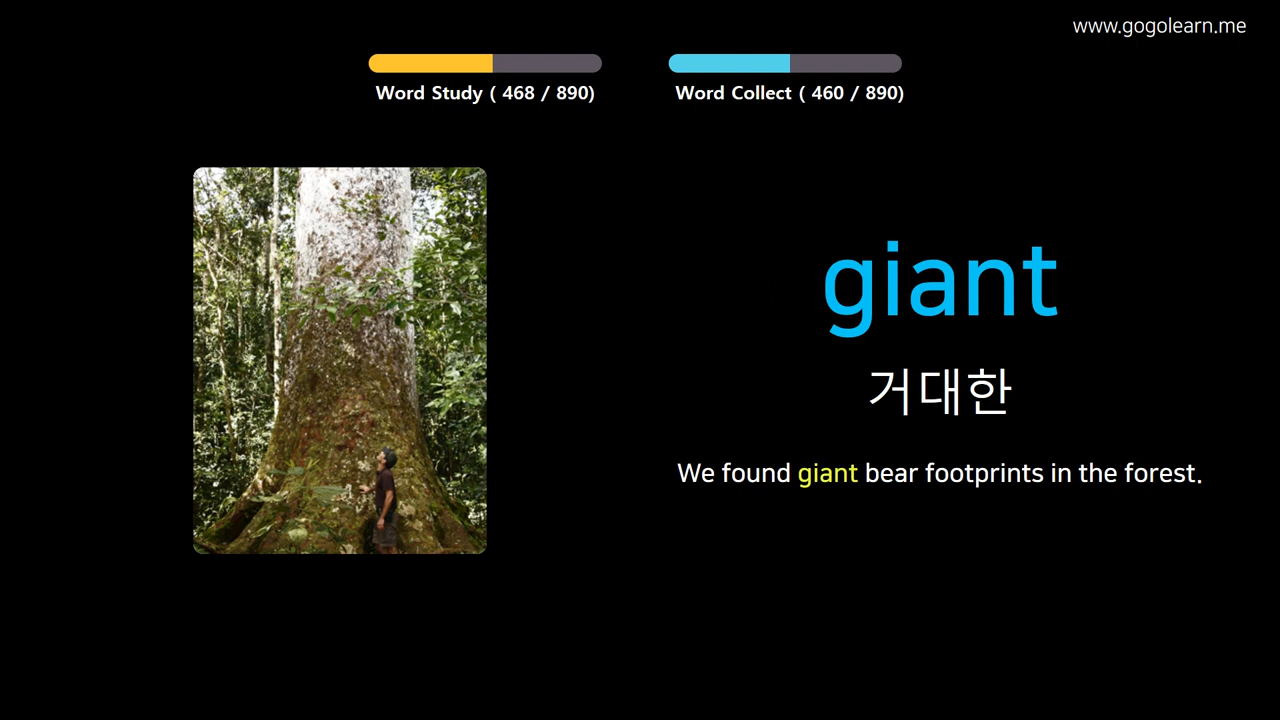 www.gogolearn.me
Word Study ( 468 / 890)
Word Collect ( 460 / 890)
giant
거대한
We found giant bear footprints in the forest.